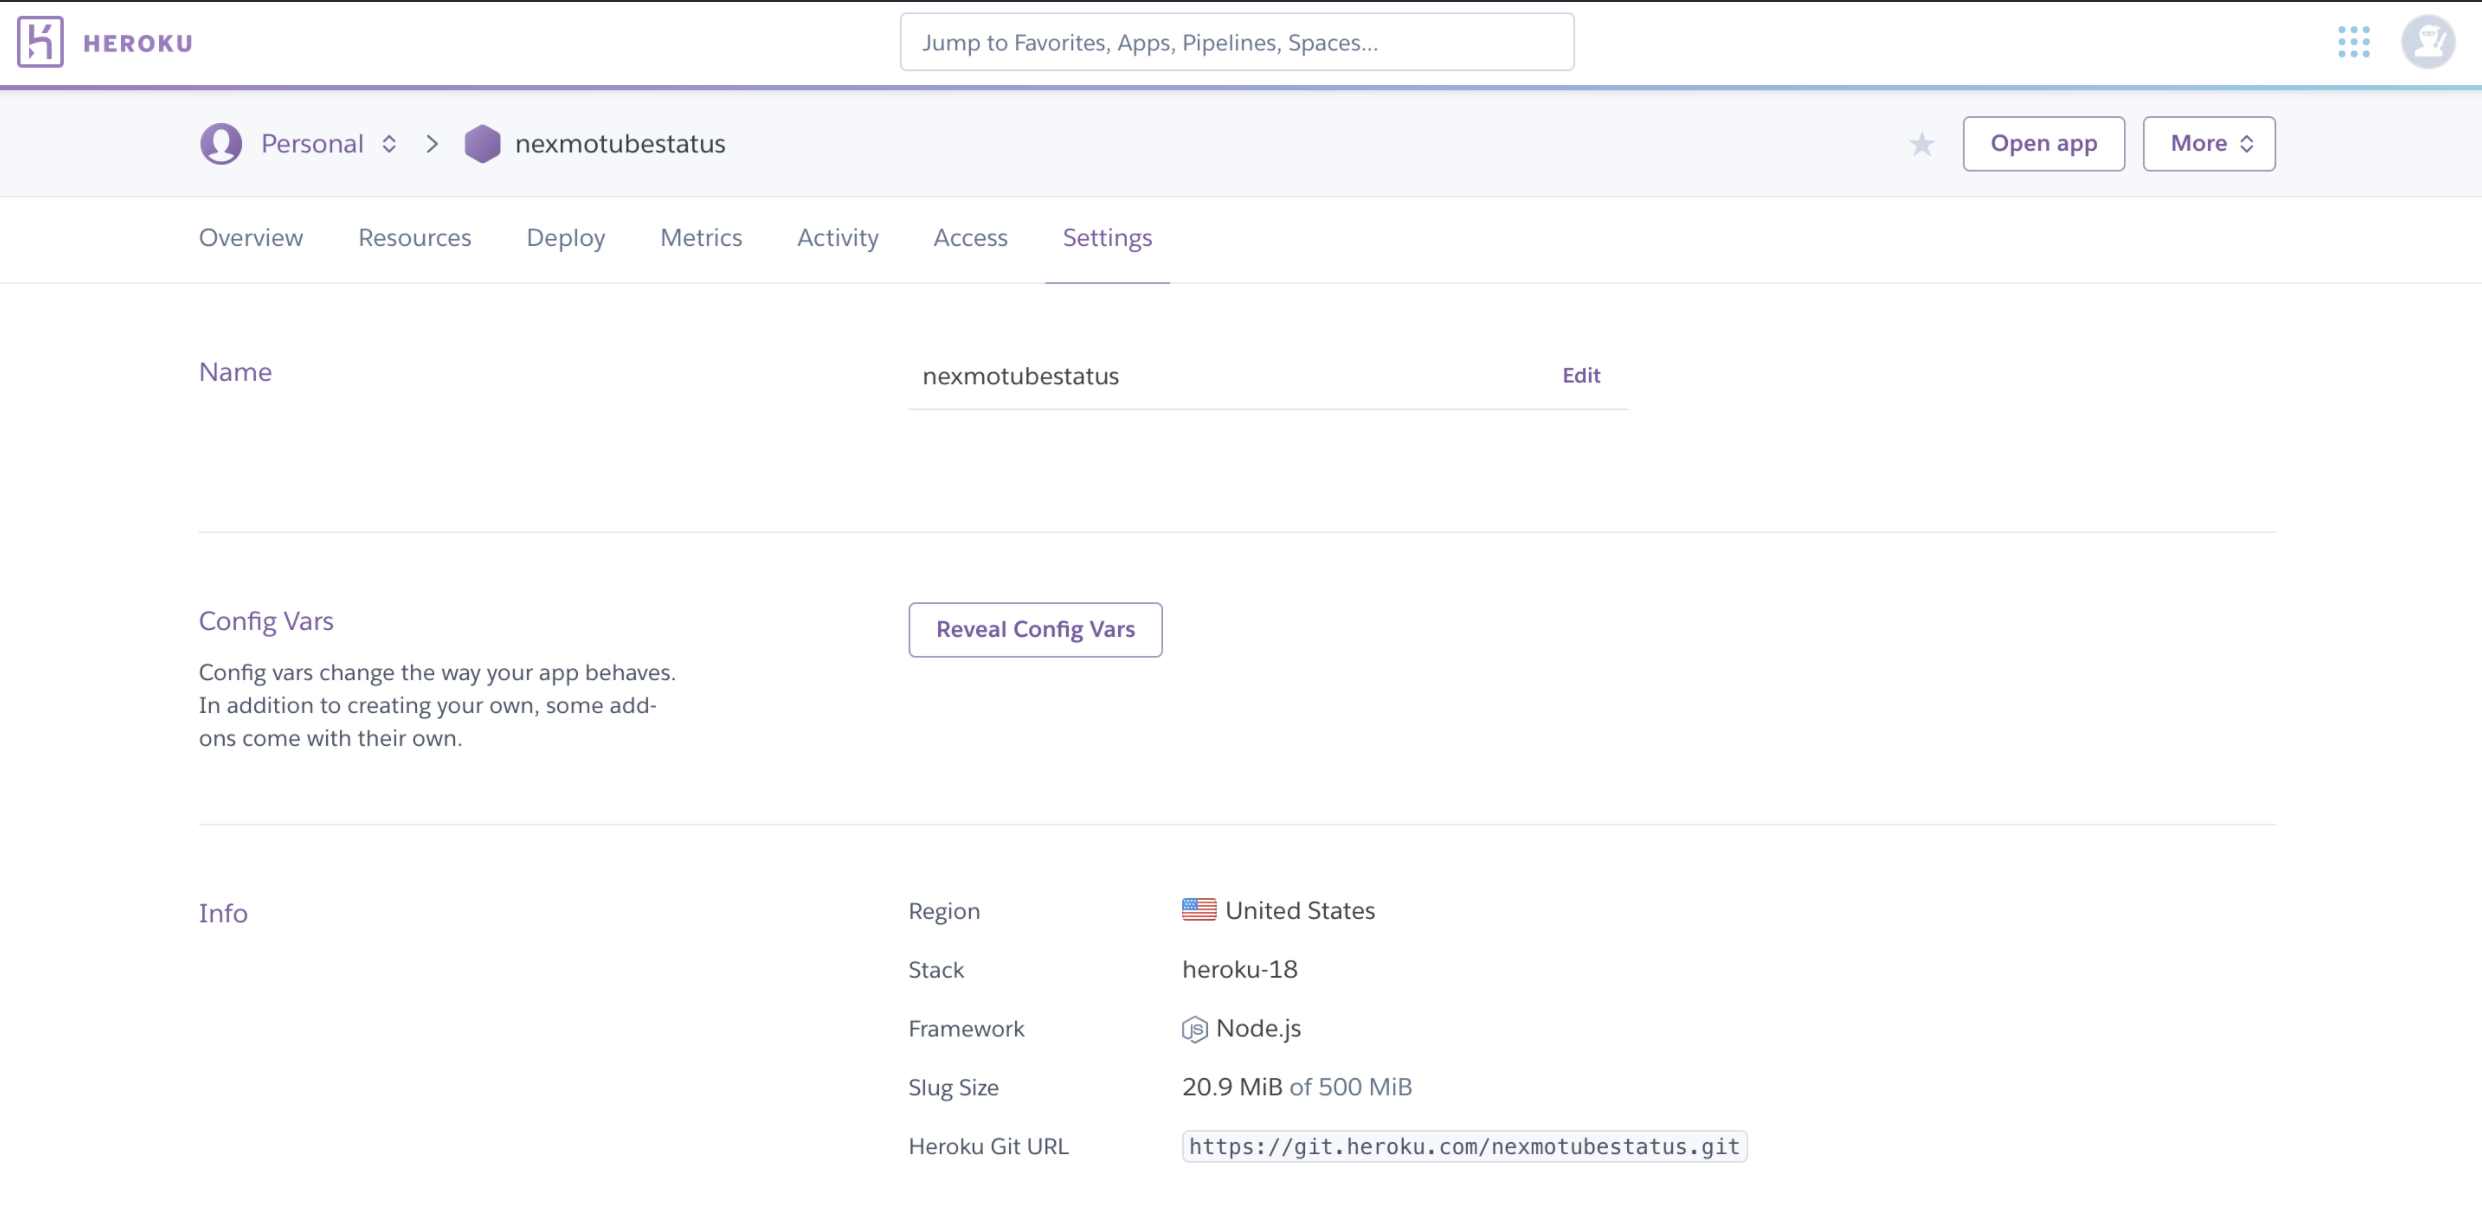 HEROKU
Jump to Favorites, Apps, Pipelines, Spaces...
Personal
nexmotubestatus
Open app
More
Overview
Resources
Deploy
Metrics
Activity
Access
Settings
Name
nexmotubestatus
Edit
Config Vars
Config vars change the way your app behaves.
In addition to creating your own, some add-
ons come with their own.
Reveal Config Vars
Info
Region
United States
Stack
heroku-18
Framework
JS Node.js
Slug Size
20.9 MiB of 500 MiB
Heroku Git URL
https://git.heroku.com/nexmotubestatus.git